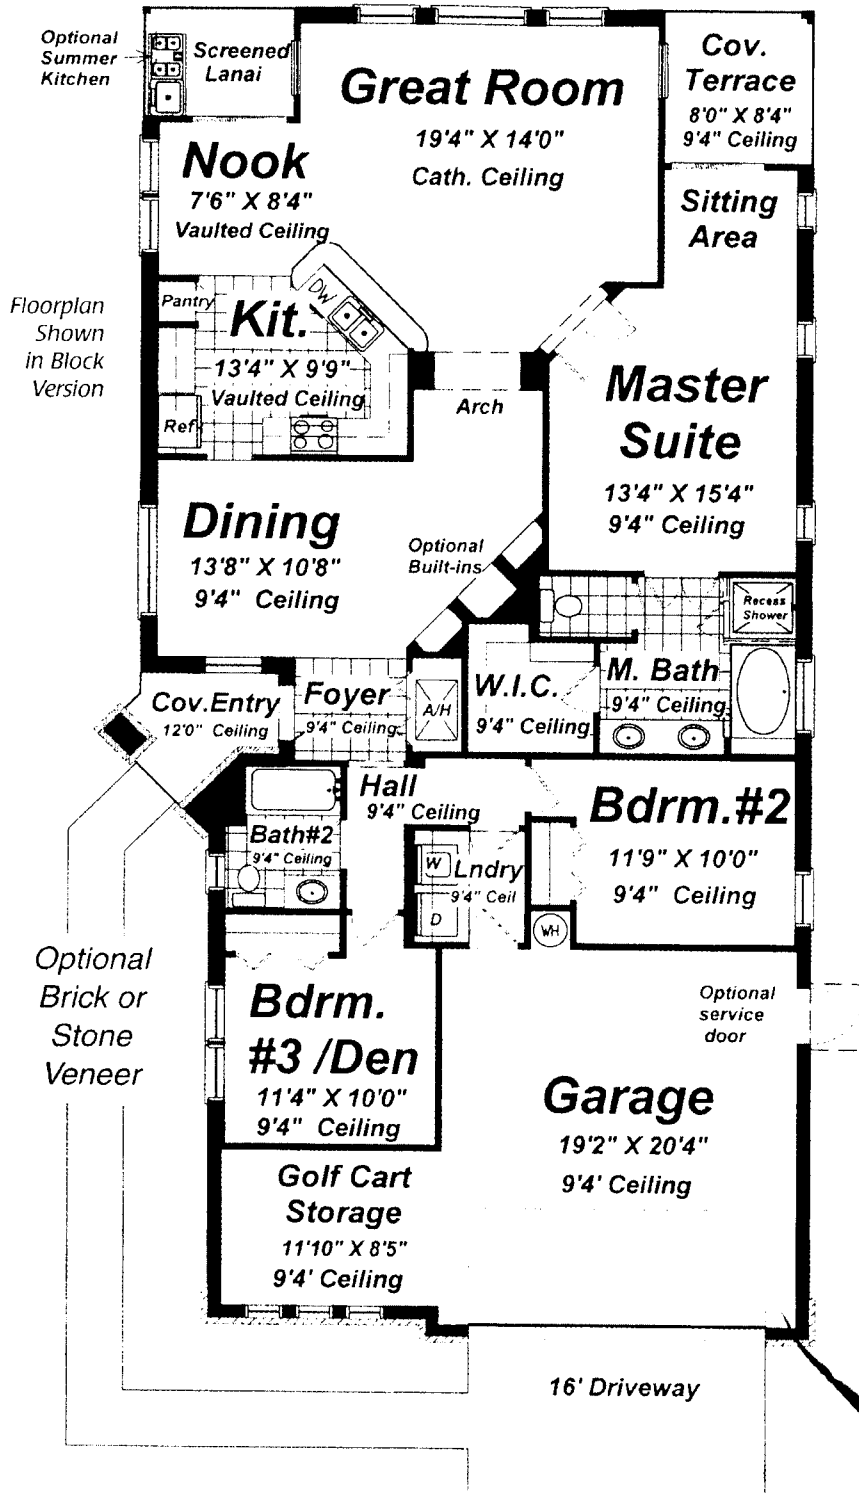 Optional
Summer
Kitchen
Screened
Lanai
Great Room
19'4" X 14'0"
Cath. Ceiling
Cov.
Terrace
8'0" X 8'4"
9'4" Ceiling
Nook
7'6" X 8'4"
Vaulted Ceiling
Sitting
Area
Floorplan
Shown
in Block
Version
Pantry
DW
Kit.
13'4" X 9'9"
Vaulted Ceiling
Ref.
Arch
Master
Suite
13'4" X 15'4"
9'4" Ceiling
Dining
13'8" X 10'8"
9'4" Ceiling
Optional
Built-ins
Recess
Shower
Cov.Entry
12'0" Ceiling
Foyer
9'4" Ceiling
A/H
W.I.C.
9'4" Ceiling
M. Bath
9'4" Ceiling
Hall
9'4" Ceiling
Bath#2
9'4" Ceiling
W
D
Lndry
9'4" Ceil
Bdrm.#2
11'9" X 10'0"
9'4" Ceiling
WH
Optional
Brick or
Stone
Veneer
Bdrm.
#3 /Den
11'4" X 10'0"
9'4" Ceiling
Optional
service
door
Garage
19'2" X 20'4"
9'4' Ceiling
Golf Cart
Storage
11'10" X 8'5"
9'4' Ceiling
16' Driveway